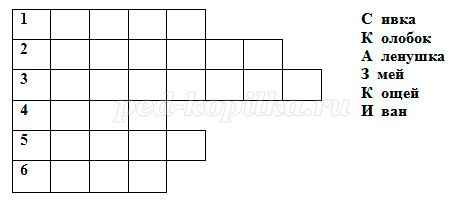 1
2
3
4
5
6
С ивка
К олобок
А ленушка
З мей
К ощей
И ван
ped-kopilka.ru